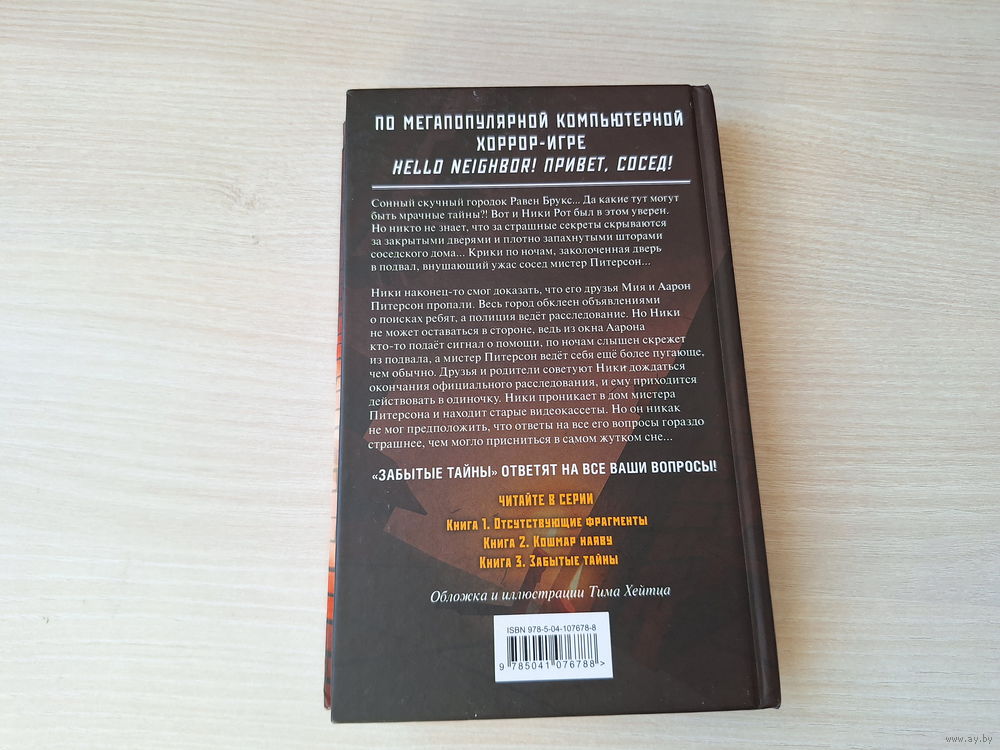 ПО МЕГАПОПУЛЯРНОЙ КОМПЬЮТЕРНОЙ
ХОРРОР-ИГРЕ
HELLO NEIGHBOR! ПРИВЕТ, СОСЕД!
Сонный скучный городок Равен Брукс... Да какие тут могут
быть мрачные тайны?! Вот и Ники Рот был в этом уверен.
Но никто не знает, что за страшные секреты скрываются
за закрытыми дверями и плотно запахнутыми шторами
соседского дома... Крики по ночам, заколоченная дверь
в подвал, внушающий ужас сосед мистер Питерсон...
Ники наконец-то смог доказать, что его друзья Мия и Аарон
Питерсон пропали. Весь город обклеен объявлениями
о поисках ребят, а полиция ведёт расследование. Но Ники
не может оставаться в стороне, ведь из окна Аарона
кто-то подаёт сигнал о помощи, по ночам слышен скрежет
из подвала, а мистер Питерсон ведёт себя ещё более пугающе,
чем обычно. Друзья и родители советуют Ники дождаться
окончания официального расследования, и ему приходится
действовать в одиночку. Ники проникает в дом мистера
Питерсона и находит старые видеокассеты. Но он никак
не мог предположить, что ответы на все его вопросы гораздо
страшнее, чем могло присниться в самом жутком сне...
«ЗАБЫТЫЕ ТАЙНЫ» ОТВЕТЯТ НА ВСЕ ВАШИ ВОПРОСЫ!
ЧИТАЙТЕ В СЕРИИ
Книга 1. Отсутствующие фрагменты
Книга 2. Кошмар наяву
Книга 3. Забытые тайны
Обложка и иллюстрации Тима Хейтца
ISBN 978-5-04-107678-8
9 785041 076788 >
www.ay.by